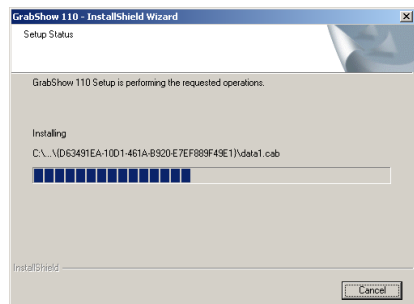 GrabShow 110 - InstallShield Wizard
Setup Status
GrabShow 110 Setup is performing the requested operations.
Installing
C:\...\{D63491EA-10D1-461A-B920-E7EF889F49E1}\data1.cab
InstallShield
Cancel